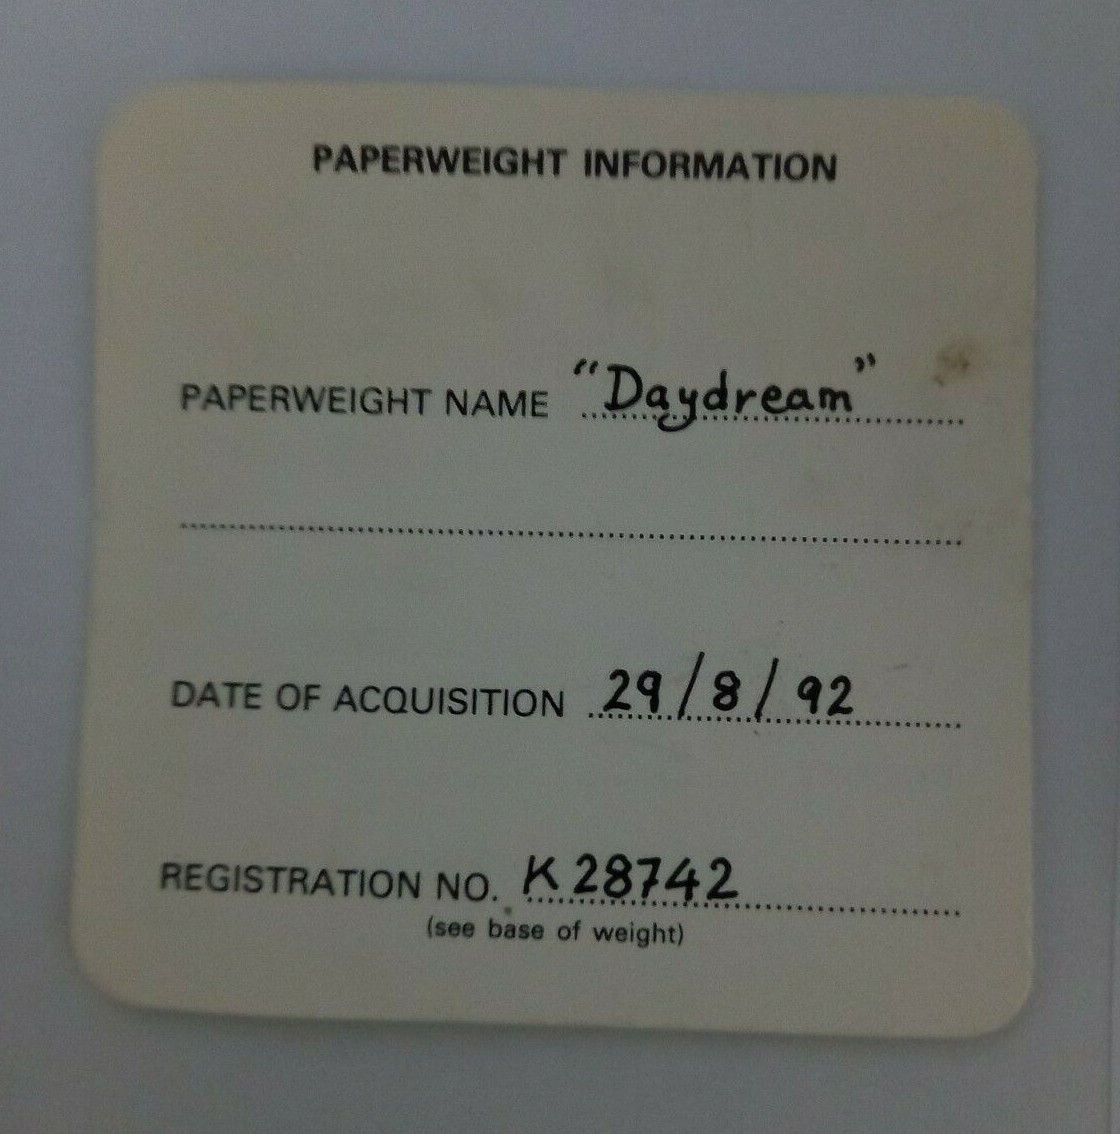 PAPERWEIGHT INFORMATION
PAPERWEIGHT NAME "Daydream"
DATE OF ACQUISITION 29/8/92
REGISTRATION NO. K28742
(see base of weight)